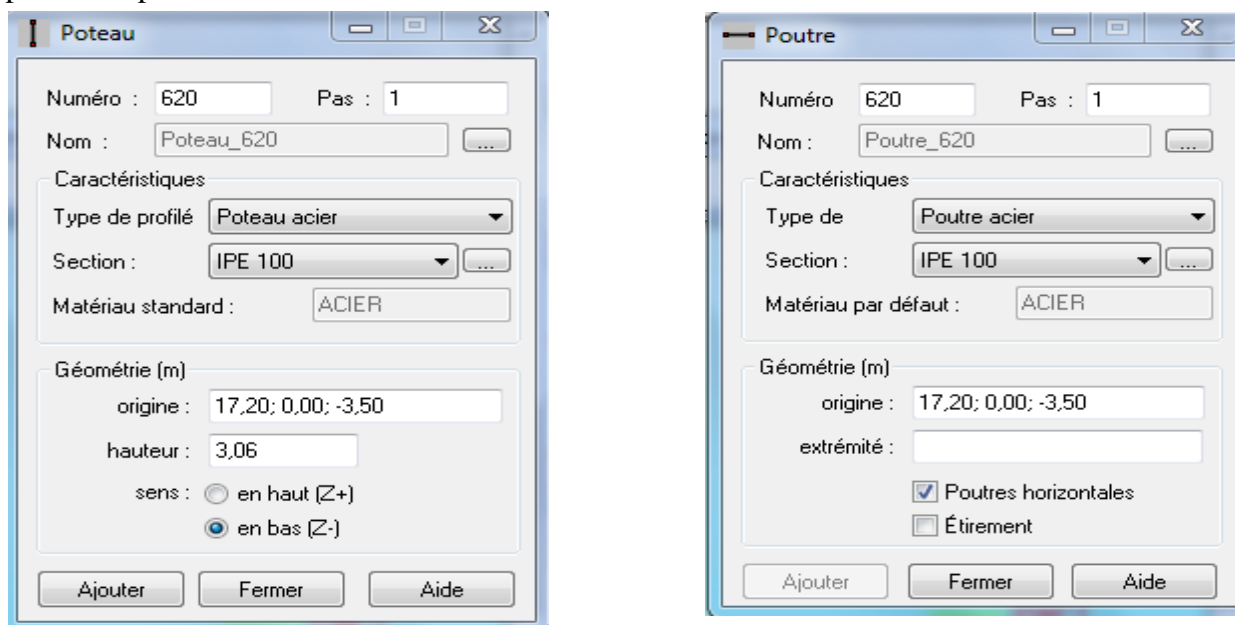 Poteau
Numéro : 620 Pas : 1
Nom : Poteau_620 ...
Caractéristiques
Type de profilé Poteau acier
Section : IPE 100 ...
Matériau standard : ACIER
Géométrie (m)
origine : 17,20; 0,00; -3,50
hauteur : 3,06
sens : en haut (Z+)
en bas (Z-)
Ajouter Fermer Aide
Poutre
Numéro 620 Pas : 1
Nom : Poutre_620 ...
Caractéristiques
Type de Poutre acier
Section : IPE 100 ...
Matériau par défaut : ACIER
Géométrie (m)
origine : 17,20; 0,00; -3,50
extrémité :
Poutres horizontales
Étirement
Ajouter Fermer Aide